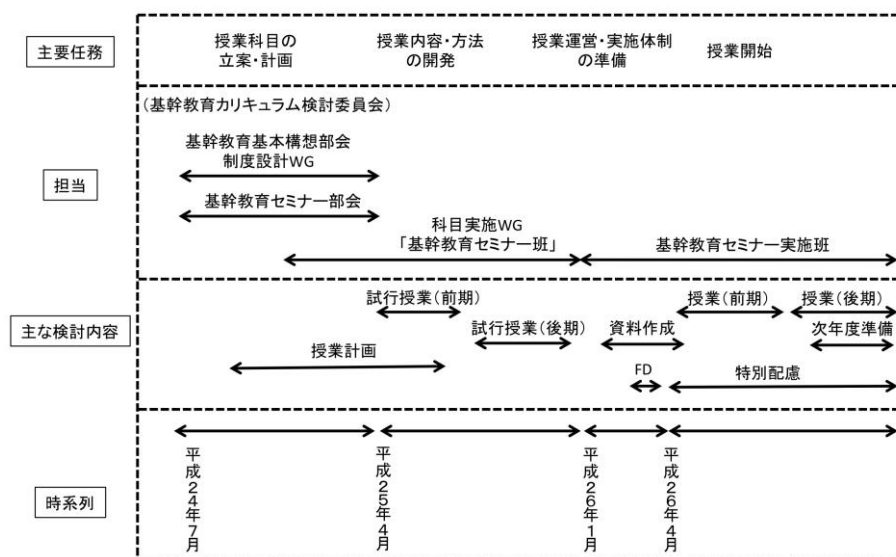 主要任務
授業科目の
立案・計画
授業内容・方法
の開発
授業運営・実施体制
の準備
授業開始
(基幹教育カリキュラム検討委員会)
担当
基幹教育基本構想部会
制度設計WG
基幹教育セミナー部会
科目実施WG
「基幹教育セミナー班」
基幹教育セミナー実施班
主な検討内容
試行授業(前期)
授業(前期)
授業(後期)
試行授業(後期)
資料作成
次年度準備
授業計画
FD
特別配慮
時系列
平成24年7月
平成25年4月
平成26年1月
平成26年4月